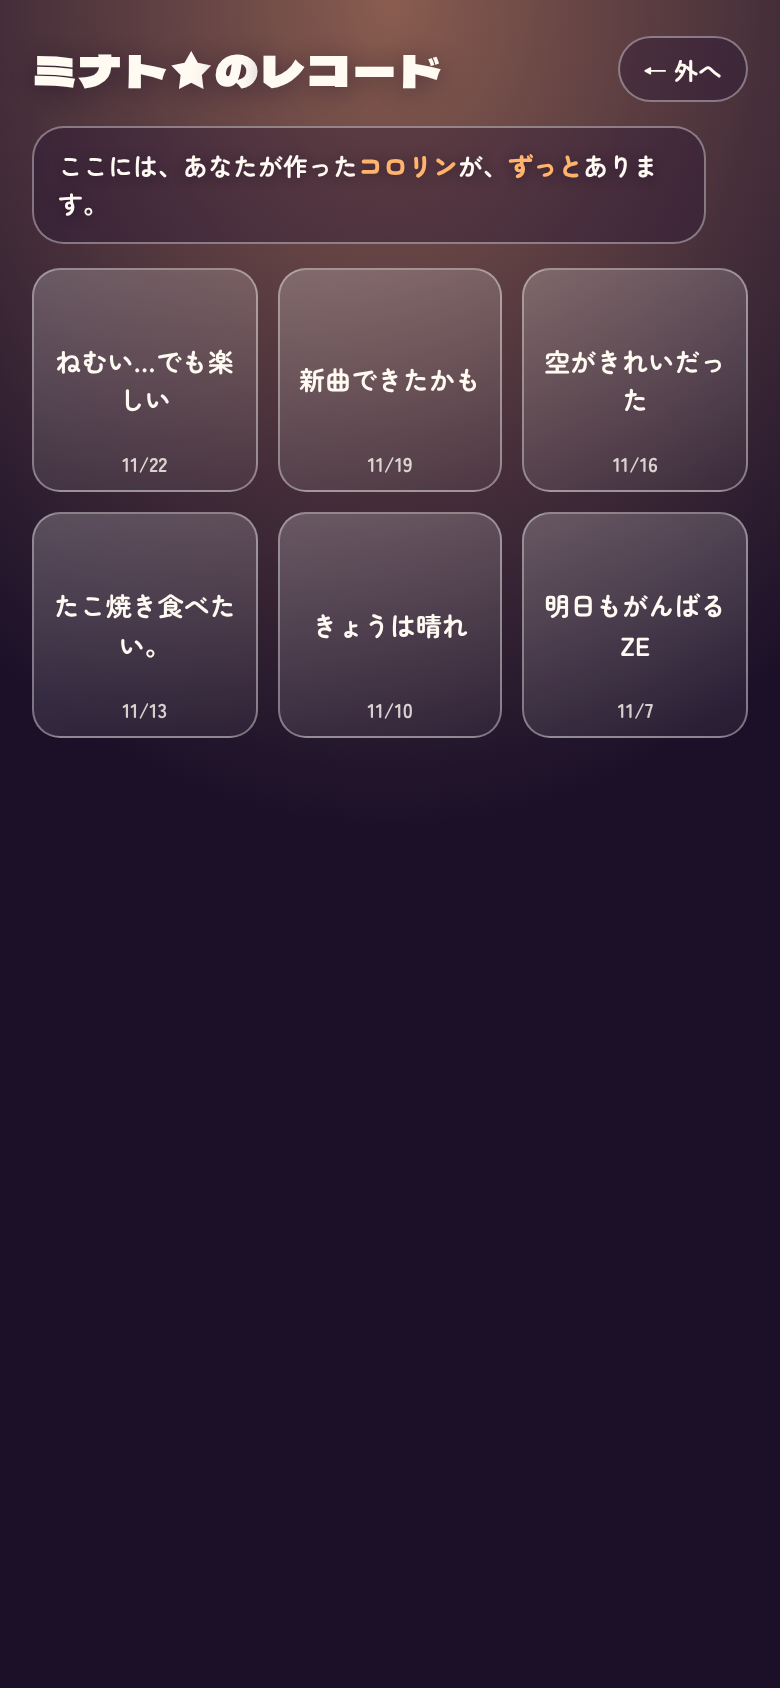 ミナト★のレコード
← 外へ
ここには、あなたが作ったコロリンが、ずっとありま
す。
ねむい…でも楽
しい
11/22
新曲できたかも
11/19
空がきれいだっ
た
11/16
たこ焼き食べた
い。
11/13
きょうは晴れ
11/10
明日もがんばる
ZE
11/7